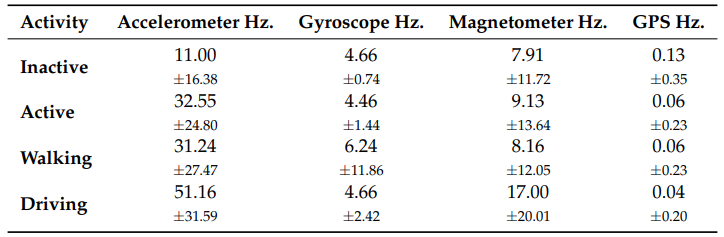 Activity Accelerometer Hz. Gyroscope Hz. Magnetometer Hz. GPS Hz.
Inactive 11.00 4.66 7.91 0.13
±16.38 ±0.74 ±11.72 ±0.35
Active 32.55 4.46 9.13 0.06
±24.80 ±1.44 ±13.64 ±0.23
Walking 31.24 6.24 8.16 0.06
±27.47 ±11.86 ±12.05 ±0.23
Driving 51.16 4.66 17.00 0.04
±31.59 ±2.42 ±20.01 ±0.20